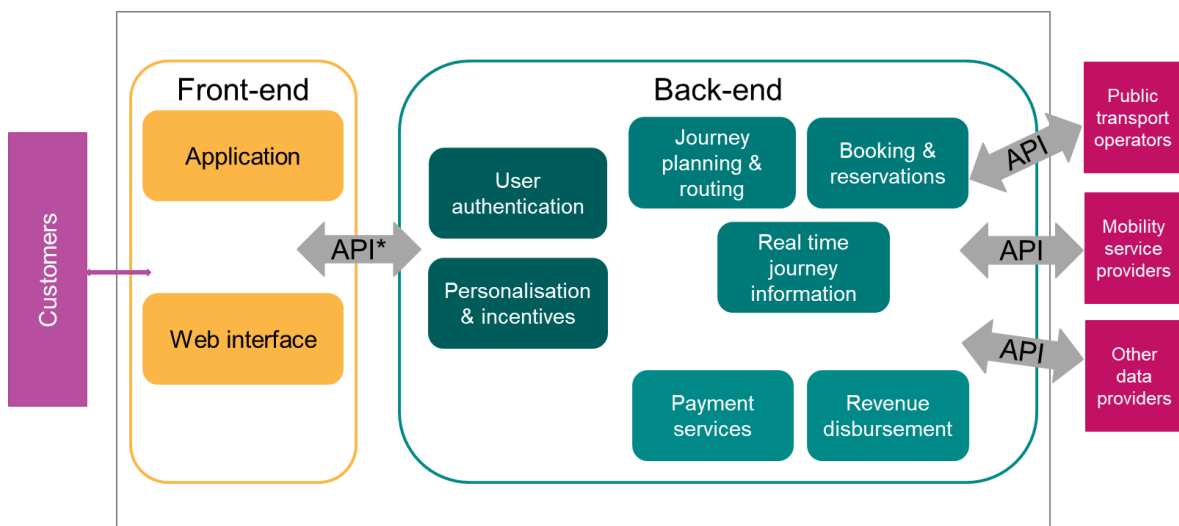 Customers
Front-end
Application
Web interface
API*
Back-end
User
authentication
Personalisation
& incentives
Journey
planning &
routing
Booking &
reservations
Real time
journey
information
Payment
services
Revenue
disbursement
API
API
API
Public
transport
operators
Mobility
service
providers
Other
data
providers